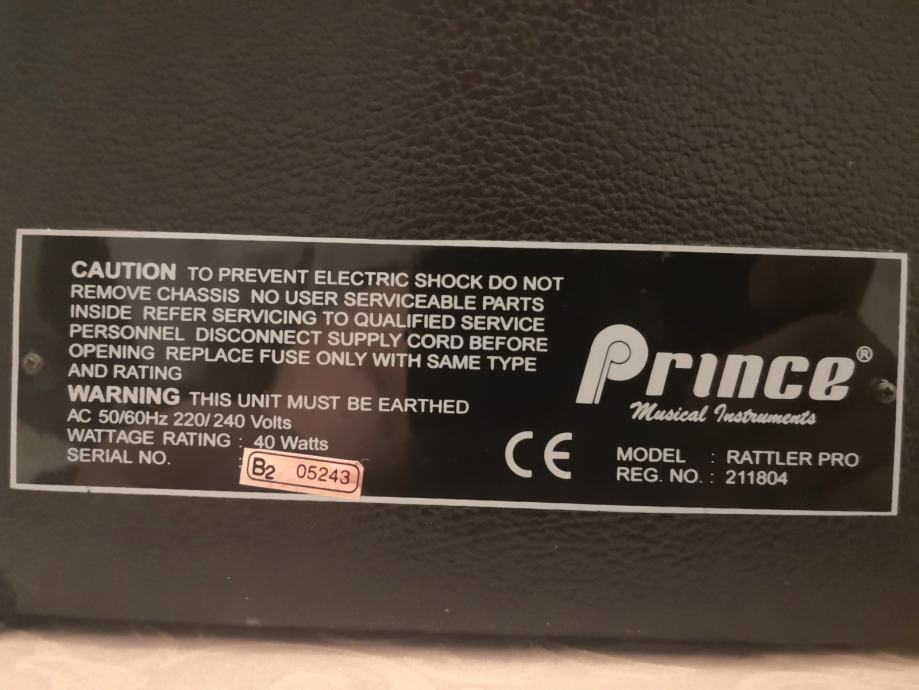 CAUTION TO PREVENT ELECTRIC SHOCK DO NOT
REMOVE CHASSIS NO USER SERVICEABLE PARTS
INSIDE REFER SERVICING TO QUALIFIED SERVICE
PERSONNEL DISCONNECT SUPPLY CORD BEFORE
OPENING REPLACE FUSE ONLY WITH SAME TYPE
AND RATING
WARNING THIS UNIT MUST BE EARTHED
AC 50/60Hz 220/240 Volts
WATTAGE RATING : 40 Watts
SERIAL NO. :
B2 05243
Prince®
Musical Instruments
CE
MODEL : RATTLER PRO
REG. NO. : 211804